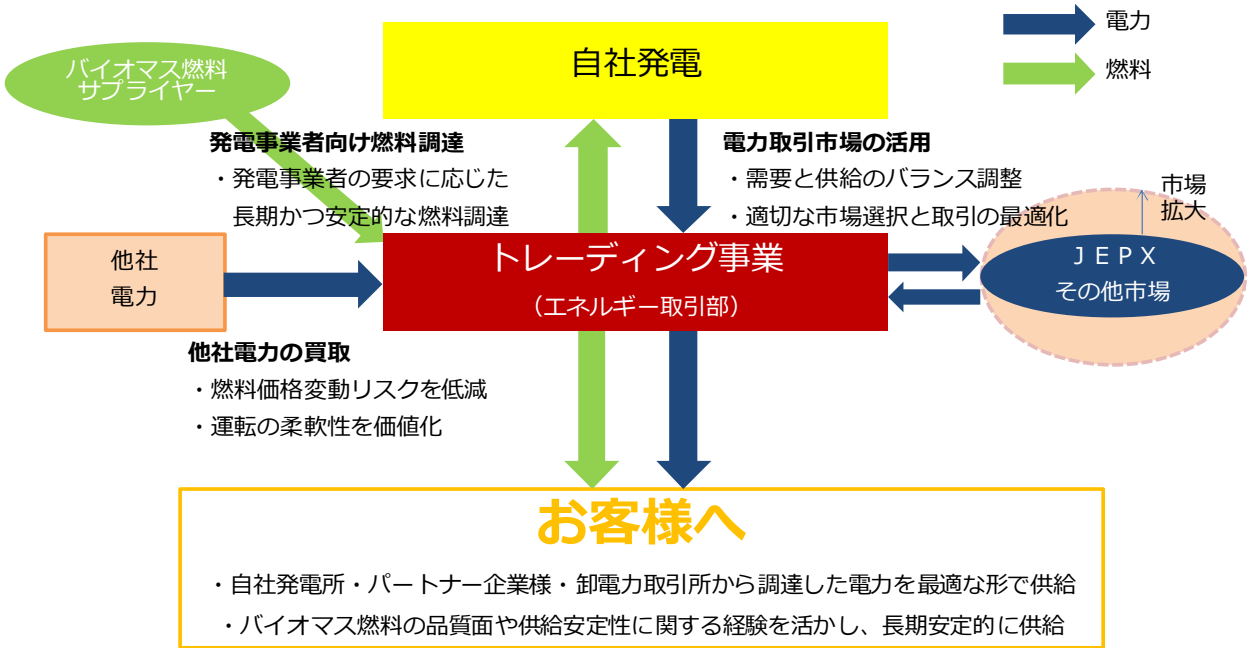 電力
燃料
自社発電
バイオマス燃料
サプライヤー
発電事業者向け燃料調達
・発電事業者の要求に応じた
長期かつ安定的な燃料調達
電力取引市場の活用
・需要と供給のバランス調整
・適切な市場選択と取引の最適化
市場
拡大
他社
電力
トレーディング事業
（エネルギー取引部）
ＪＥＰＸ
その他市場
他社電力の買取
・燃料価格変動リスクを低減
・運転の柔軟性を価値化
お客様へ
・自社発電所・パートナー企業様・卸電力取引所から調達した電力を最適な形で供給
・バイオマス燃料の品質面や供給安定性に関する経験を活かし、長期安定的に供給